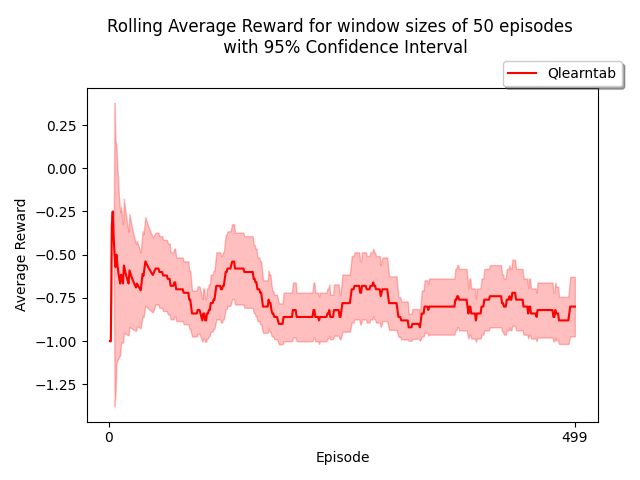 Rolling Average Reward for window sizes of 50 episodes
with 95% Confidence Interval
Qlearntab
0.25
0.00
−0.25
−0.50
−0.75
−1.00
−1.25
Average Reward
0 499
Episode